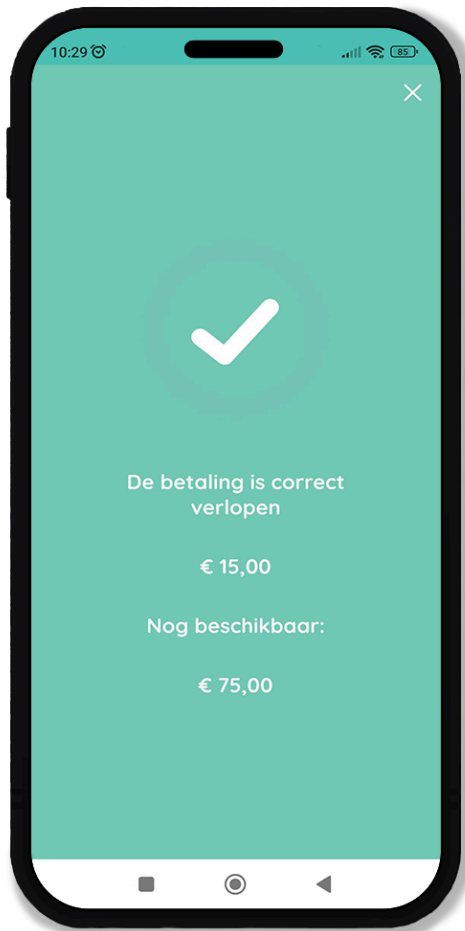 10:29
85
De betaling is correct
verlopen
€ 15,00
Nog beschikbaar:
€ 75,00